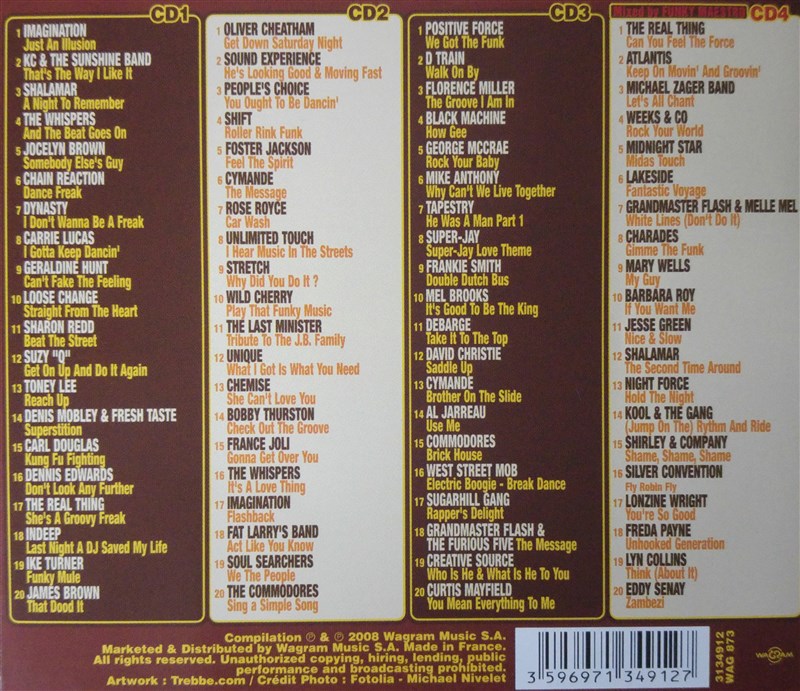 CD1
1 IMAGINATION
Just An Illusion
2 KC & THE SUNSHINE BAND
That's The Way I Like It
3 SHALAMAR
A Night To Remember
4 THE WHISPERS
And The Beat Goes On
5 JOCELYN BROWN
Somebody Else's Guy
6 CHAIN REACTION
Dance Freak
7 DYNASTY
I Don't Wanna Be A Freak
8 CARRIE LUCAS
I Gotta Keep Dancin'
9 GERALDINE HUNT
Can't Fake The Feeling
10 LOOSE CHANGE
Straight From The Heart
11 SHARON REDD
Beat The Street
12 SUZY "Q"
Get On Up And Do It Again
13 TONEY LEE
Reach Up
14 DENIS MOBLEY & FRESH TASTE
Superstition
15 CARL DOUGLAS
Kung Fu Fighting
16 DENNIS EDWARDS
Don't Look Any Further
17 THE REAL THING
She's A Groovy Freak
18 INDEEP
Last Night A DJ Saved My Life
19 IKE TURNER
Funky Mule
20 JAMES BROWN
That Dood It
CD2
1 OLIVER CHEATHAM
Get Down Saturday Night
2 SOUND EXPERIENCE
He's Looking Good & Moving Fast
3 PEOPLE'S CHOICE
You Ought To Be Dancin'
4 SHIFT
Roller Rink Funk
5 FOSTER JACKSON
Feel The Spirit
6 CYMANDE
The Message
7 ROSE ROYCE
Car Wash
8 UNLIMITED TOUCH
I Hear Music In The Streets
9 STRETCH
Why Did You Do It ?
10 WILD CHERRY
Play That Funky Music
11 THE LAST MINISTER
Tribute To The J.B. Family
12 UNIQUE
What I Got Is What You Need
13 CHEMISE
She Can't Love You
14 BOBBY THURSTON
Check Out The Groove
15 FRANCE JOLI
Gonna Get Over You
16 THE WHISPERS
It's A Love Thing
17 IMAGINATION
Flashback
18 FAT LARRY'S BAND
Act Like You Know
19 SOUL SEARCHERS
We The People
20 THE COMMODORES
Sing a Simple Song
CD3
1 POSITIVE FORCE
We Got The Funk
2 D TRAIN
Walk On By
3 FLORENCE MILLER
The Groove I Am In
4 BLACK MACHINE
How Gee
5 GEORGE MCCRAE
Rock Your Baby
6 MIKE ANTHONY
Why Can't We Live Together
7 TAPESTRY
He Was A Man Part 1
8 SUPER-JAY
Super-Jay Love Theme
9 FRANKIE SMITH
Double Dutch Bus
10 MEL BROOKS
It's Good To Be The King
11 DEBARGE
Take It To The Top
12 DAVID CHRISTIE
Saddle Up
13 CYMANDE
Brother On The Slide
14 AL JARREAU
Use Me
15 COMMODORES
Brick House
16 WEST STREET MOB
Electric Boogie - Break Dance
17 SUGARHILL GANG
Rapper's Delight
18 GRANDMASTER FLASH &
THE FURIOUS FIVE The Message
19 CREATIVE SOURCE
Who Is He & What Is He To You
20 CURTIS MAYFIELD
You Mean Everything To Me
Mixed by FUNKY MAESTRO CD4
1 THE REAL THING
Can You Feel The Force
2 ATLANTIS
Keep On Movin' And Groovin'
3 MICHAEL ZAGER BAND
Let's All Chant
4 WEEKS & CO
Rock Your World
5 MIDNIGHT STAR
Midas Touch
6 LAKESIDE
Fantastic Voyage
7 GRANDMASTER FLASH & MELLE MEL
White Lines (Don't Do It)
8 CHARADES
Gimme The Funk
9 MARY WELLS
My Guy
10 BARBARA ROY
If You Want Me
11 JESSE GREEN
Nice & Slow
12 SHALAMAR
The Second Time Around
13 NIGHT FORCE
Hold The Night
14 KOOL & THE GANG
(Jump On The) Rythm And Ride
15 SHIRLEY & COMPANY
Shame, Shame, Shame
16 SILVER CONVENTION
Fly Robin Fly
17 LONZINE WRIGHT
You're So Good
18 FREDA PAYNE
Unhooked Generation
19 LYN COLLINS
Think (About It)
20 EDDY SENAY
Zambezi
Compilation ℗ & ℗ 2008 Wagram Music S.A.
Marketed & Distributed by Wagram Music S.A. Made in France.
All rights reserved. Unauthorized copying, hiring, lending, public
performance and broadcasting prohibited.
Artwork : Trebbe.com / Crédit Photo : Fotolia - Michael Nivelet
3 596971 349127
3134912
WAG 873
WAGRAM